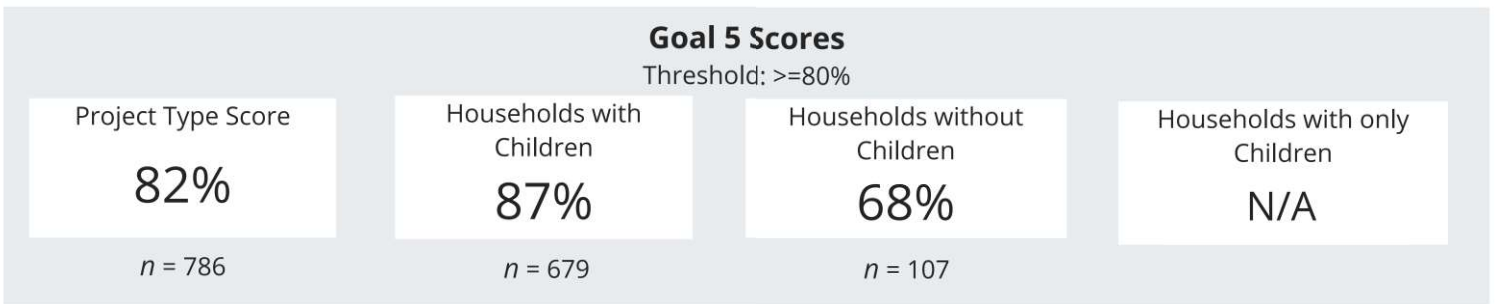 Goal 5 Scores
Threshold: >=80%
Project Type Score
82%
n = 786
Households with
Children
87%
n = 679
Households without
Children
68%
n = 107
Households with only
Children
N/A